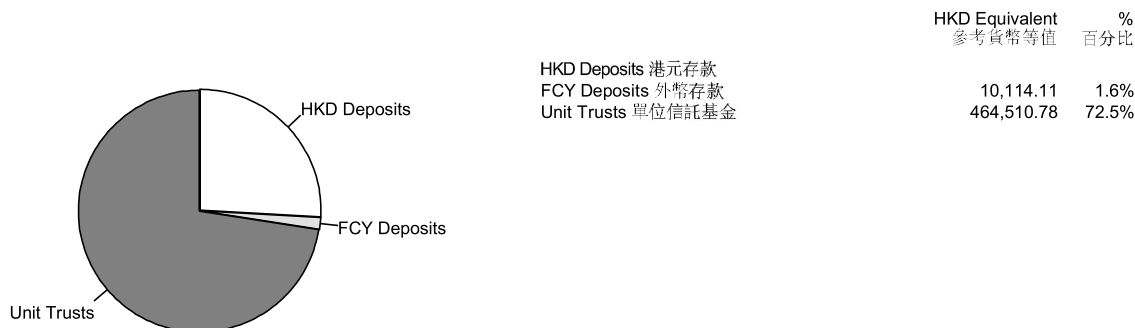 HKD Equivalent %
參考貨幣等值 百分比
HKD Deposits 港元存款
FCY Deposits 外幣存款 10,114.11 1.6%
Unit Trusts 單位信託基金 464,510.78 72.5%
HKD Deposits
FCY Deposits
Unit Trusts